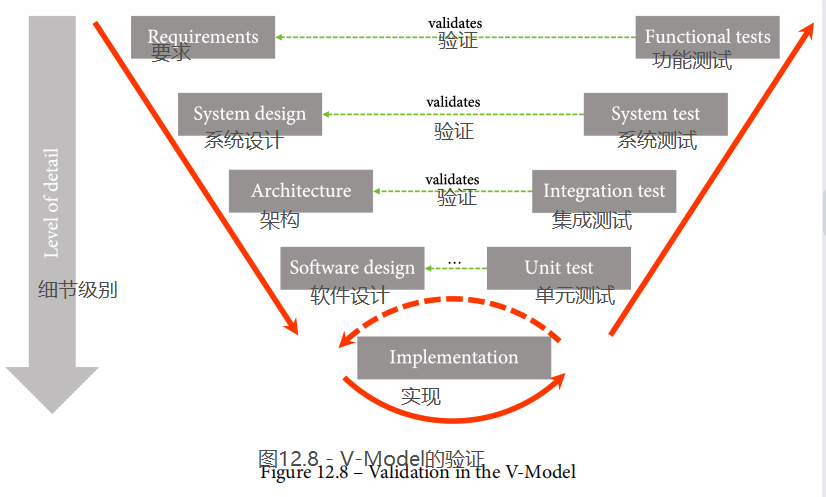 validates
Requirements
Functional tests
验证
要求
功能测试
validates
System design
System test
验证
系统设计
系统测试
Level of detail
validates
Architecture
Integration test
验证
架构
集成测试
...
Software design
Unit test
细节级别
软件设计
单元测试
Implementation
实现
图12.8 - V-Model的验证
Figure 12.8 – Validation in the V-Model